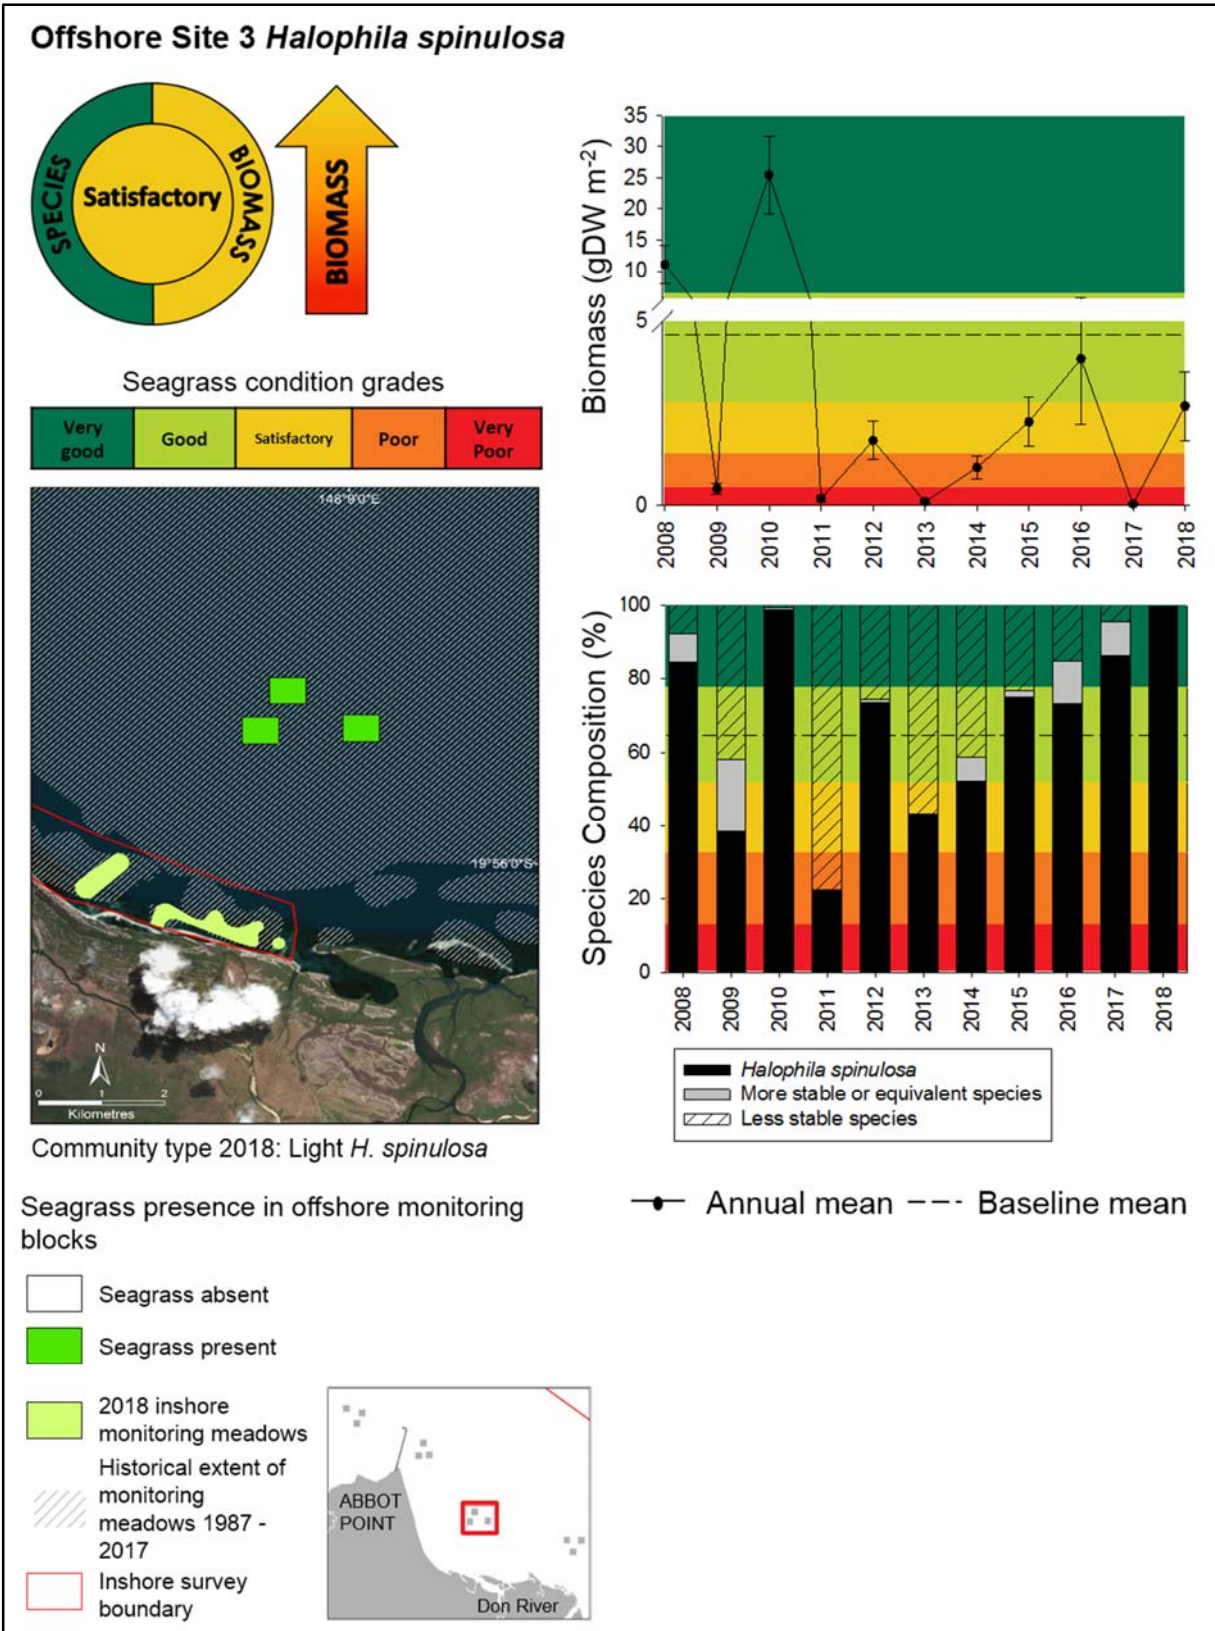 Offshore Site 3 Halophila spinulosa
SPECIES
Satisfactory
BIOMASS
BIOMASS
Seagrass condition grades
Very
good
Good
Satisfactory
Poor
Very
Poor
146°9'0"E
19°56'0"S
N
0 1 2
Kilometres
Community type 2018: Light H. spinulosa
Seagrass presence in offshore monitoring
blocks
Seagrass absent
Seagrass present
2018 inshore
monitoring meadows
Historical extent of
monitoring
meadows 1987 -
2017
Inshore survey
boundary
ABBOT
POINT
Don River
Biomass (gDW m-2)
35
30
25
20
15
10
5
0
2008 2009 2010 2011 2012 2013 2014 2015 2016 2017 2018
Species Composition (%)
100
80
60
40
20
0
2008 2009 2010 2011 2012 2013 2014 2015 2016 2017 2018
Halophila spinulosa
More stable or equivalent species
Less stable species
Annual mean
Baseline mean